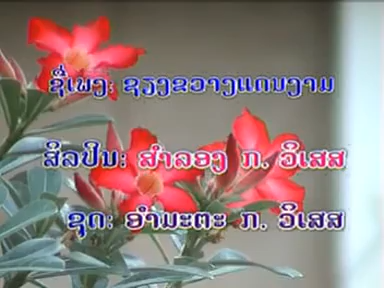 ຊື່ເພງ: ຊຽງຂວາງແດນງາມ
ສິລປິນ: ສຳລອງ ກ. ວິເສສ
ຊຸດ: ອຳມະຕະ ກ. ວິເສສ